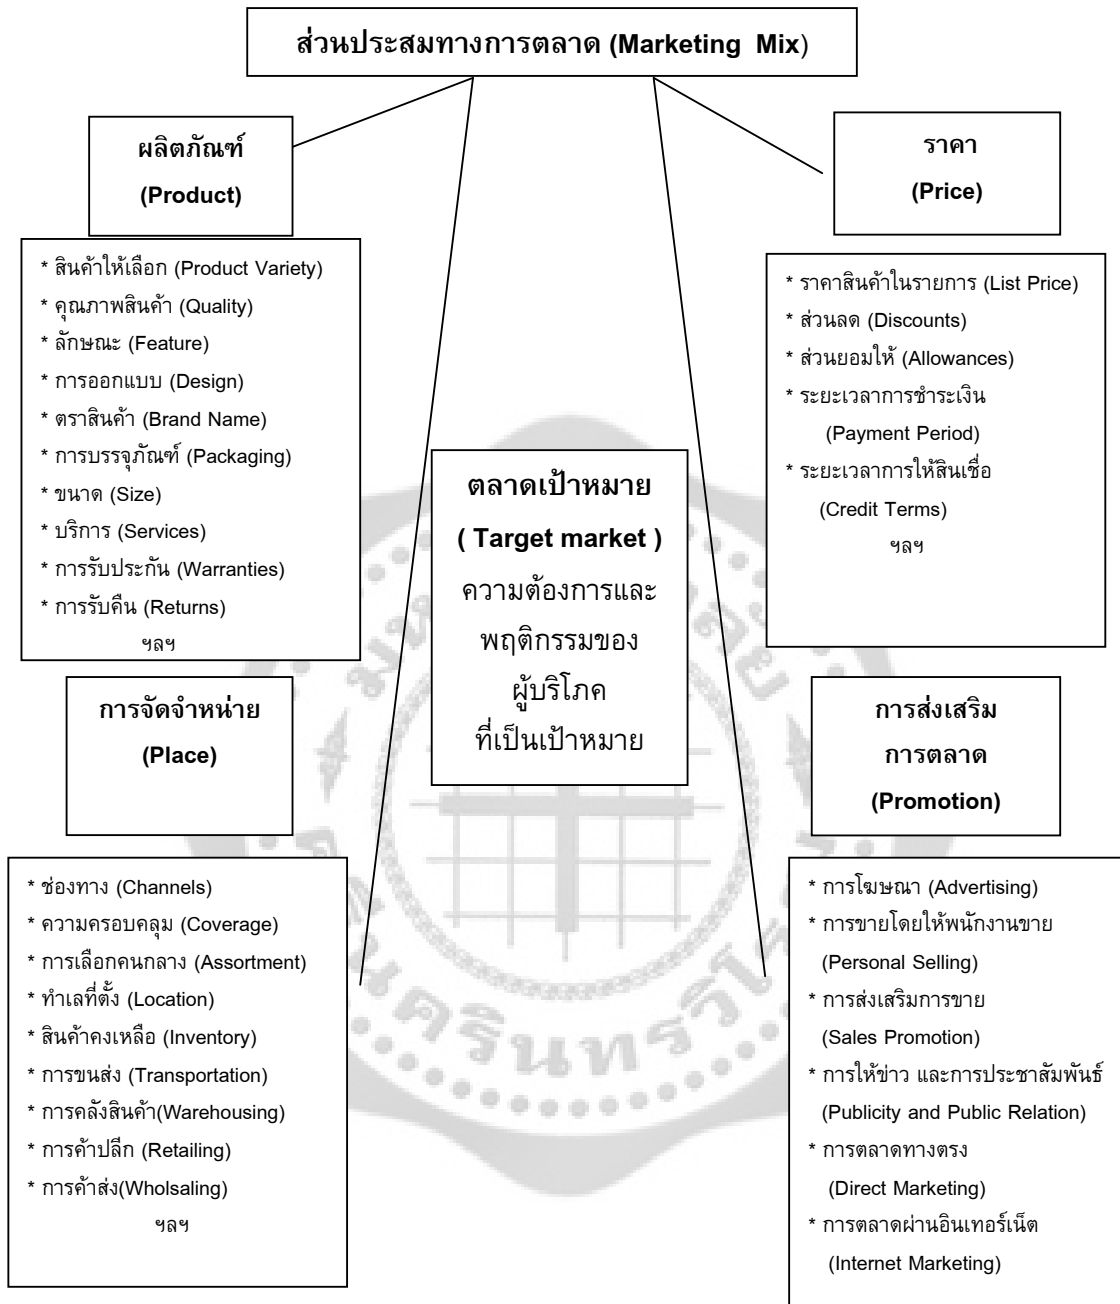 ส่วนประสมทางการตลาด (Marketing Mix)
ผลิตภัณฑ์
(Product)
* สินค้าให้เลือก (Product Variety)
* คุณภาพสินค้า (Quality)
* ลักษณะ (Feature)
* การออกแบบ (Design)
* ตราสินค้า (Brand Name)
* การบรรจุภัณฑ์ (Packaging)
* ขนาด (Size)
* บริการ (Services)
* การรับประกัน (Warranties)
* การรับคืน (Returns)
ฯลฯ
ราคา
(Price)
* ราคาสินค้าในรายการ (List Price)
* ส่วนลด (Discounts)
* ส่วนยอมให้ (Allowances)
* ระยะเวลาการชำระเงิน
(Payment Period)
* ระยะเวลาการให้สินเชื่อ
(Credit Terms)
ฯลฯ
ตลาดเป้าหมาย
( Target market )
ความต้องการและ
พฤติกรรมของ
ผู้บริโภค
ที่เป็นเป้าหมาย
การจัดจำหน่าย
(Place)
* ช่องทาง (Channels)
* ความครอบคลุม (Coverage)
* การเลือกคนกลาง (Assortment)
* ทำเลที่ตั้ง (Location)
* สินค้าคงเหลือ (Inventory)
* การขนส่ง (Transportation)
* การคลังสินค้า(Warehousing)
* การค้าปลีก (Retailing)
* การค้าส่ง(Wholsaling)
ฯลฯ
การส่งเสริม
การตลาด
(Promotion)
* การโฆษณา (Advertising)
* การขายโดยให้พนักงานขาย
(Personal Selling)
* การส่งเสริมการขาย
(Sales Promotion)
* การให้ข่าว และการประชาสัมพันธ์
(Publicity and Public Relation)
* การตลาดทางตรง
(Direct Marketing)
* การตลาดผ่านอินเทอร์เน็ต
(Internet Marketing)